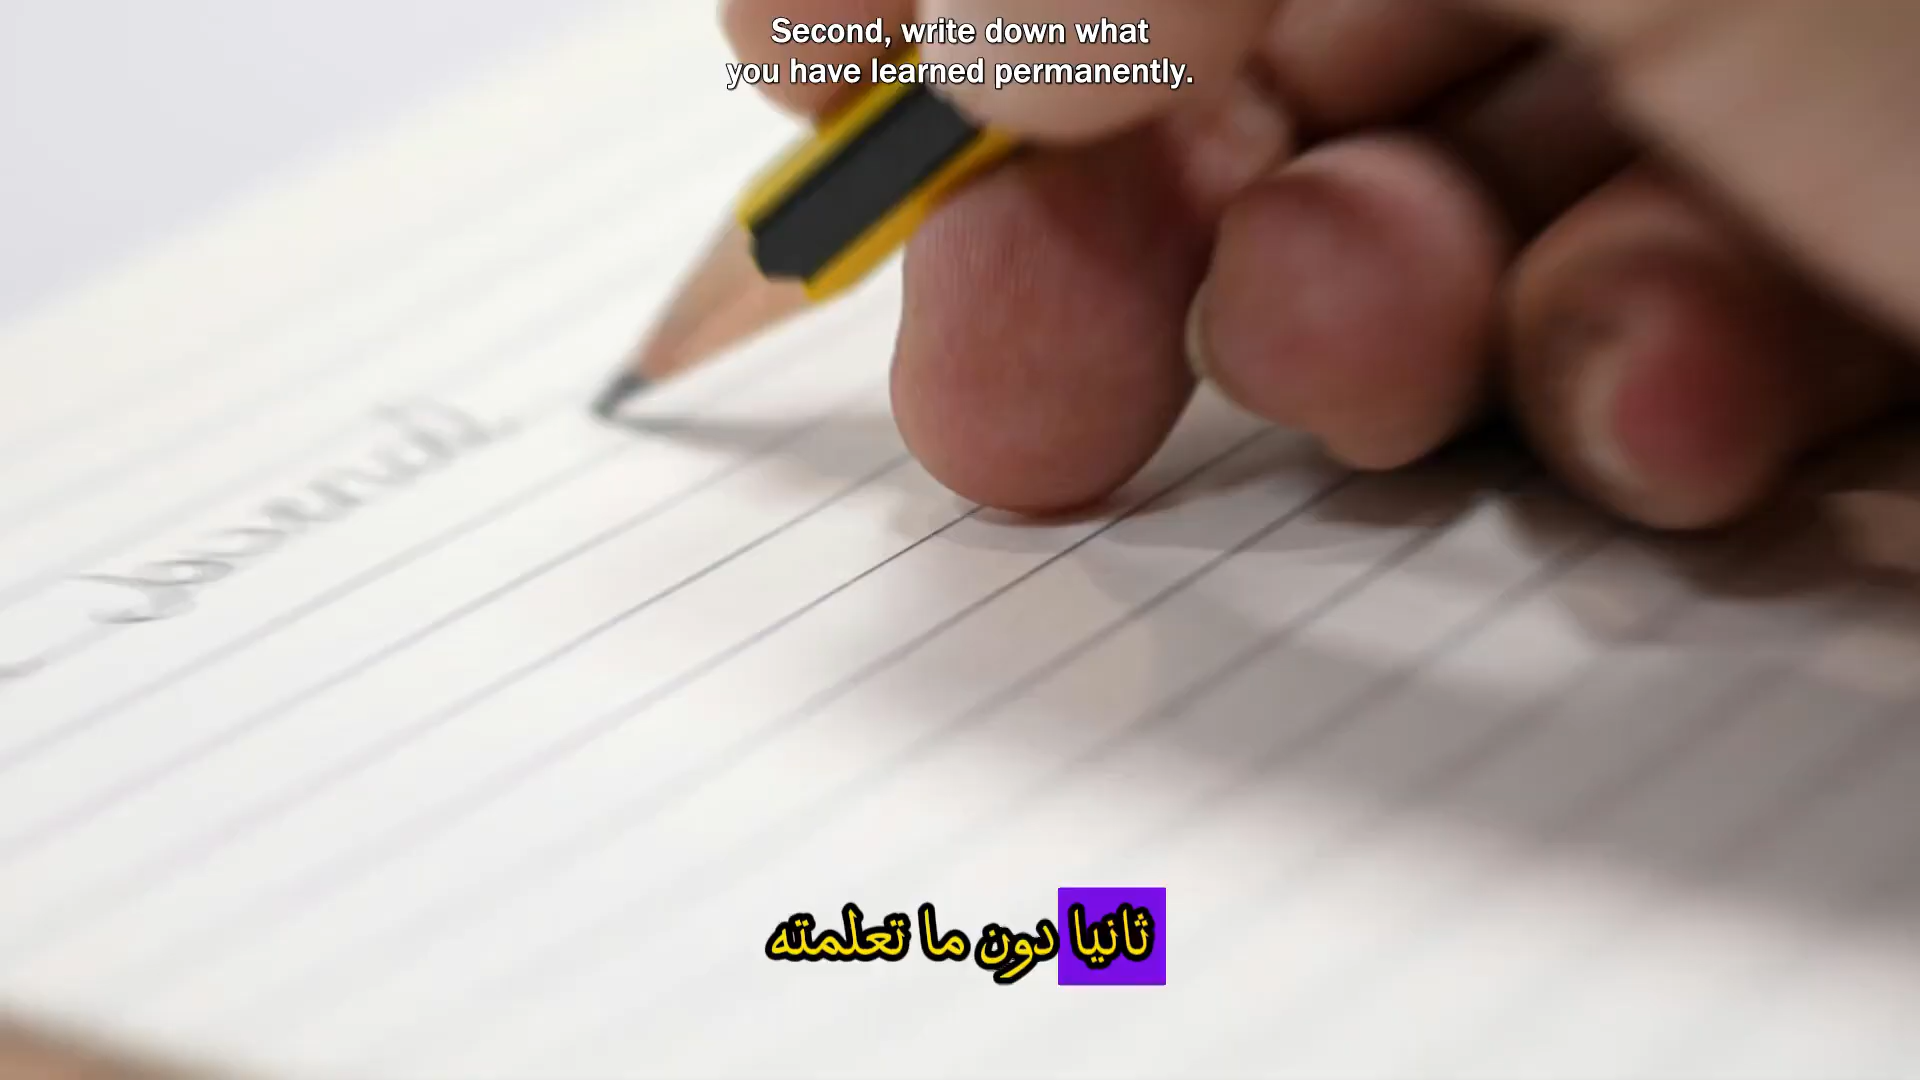 Second, write down what
you have learned permanently.
ثانيا دون ما تعلمته